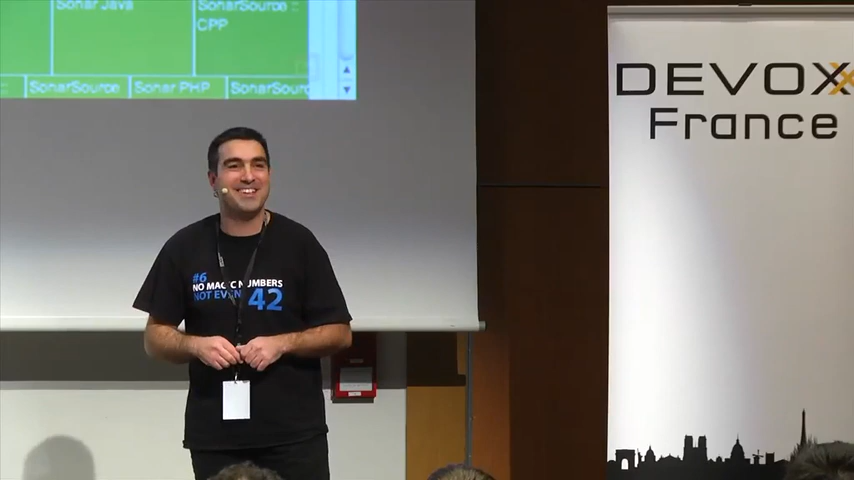 Sonar Java
SonarSource ::
CPP
SonarSource
Sonar PHP
SonarSourc
DEVOXX
France
#6
NO MAGIC NUMBERS
NOT EVEN 42